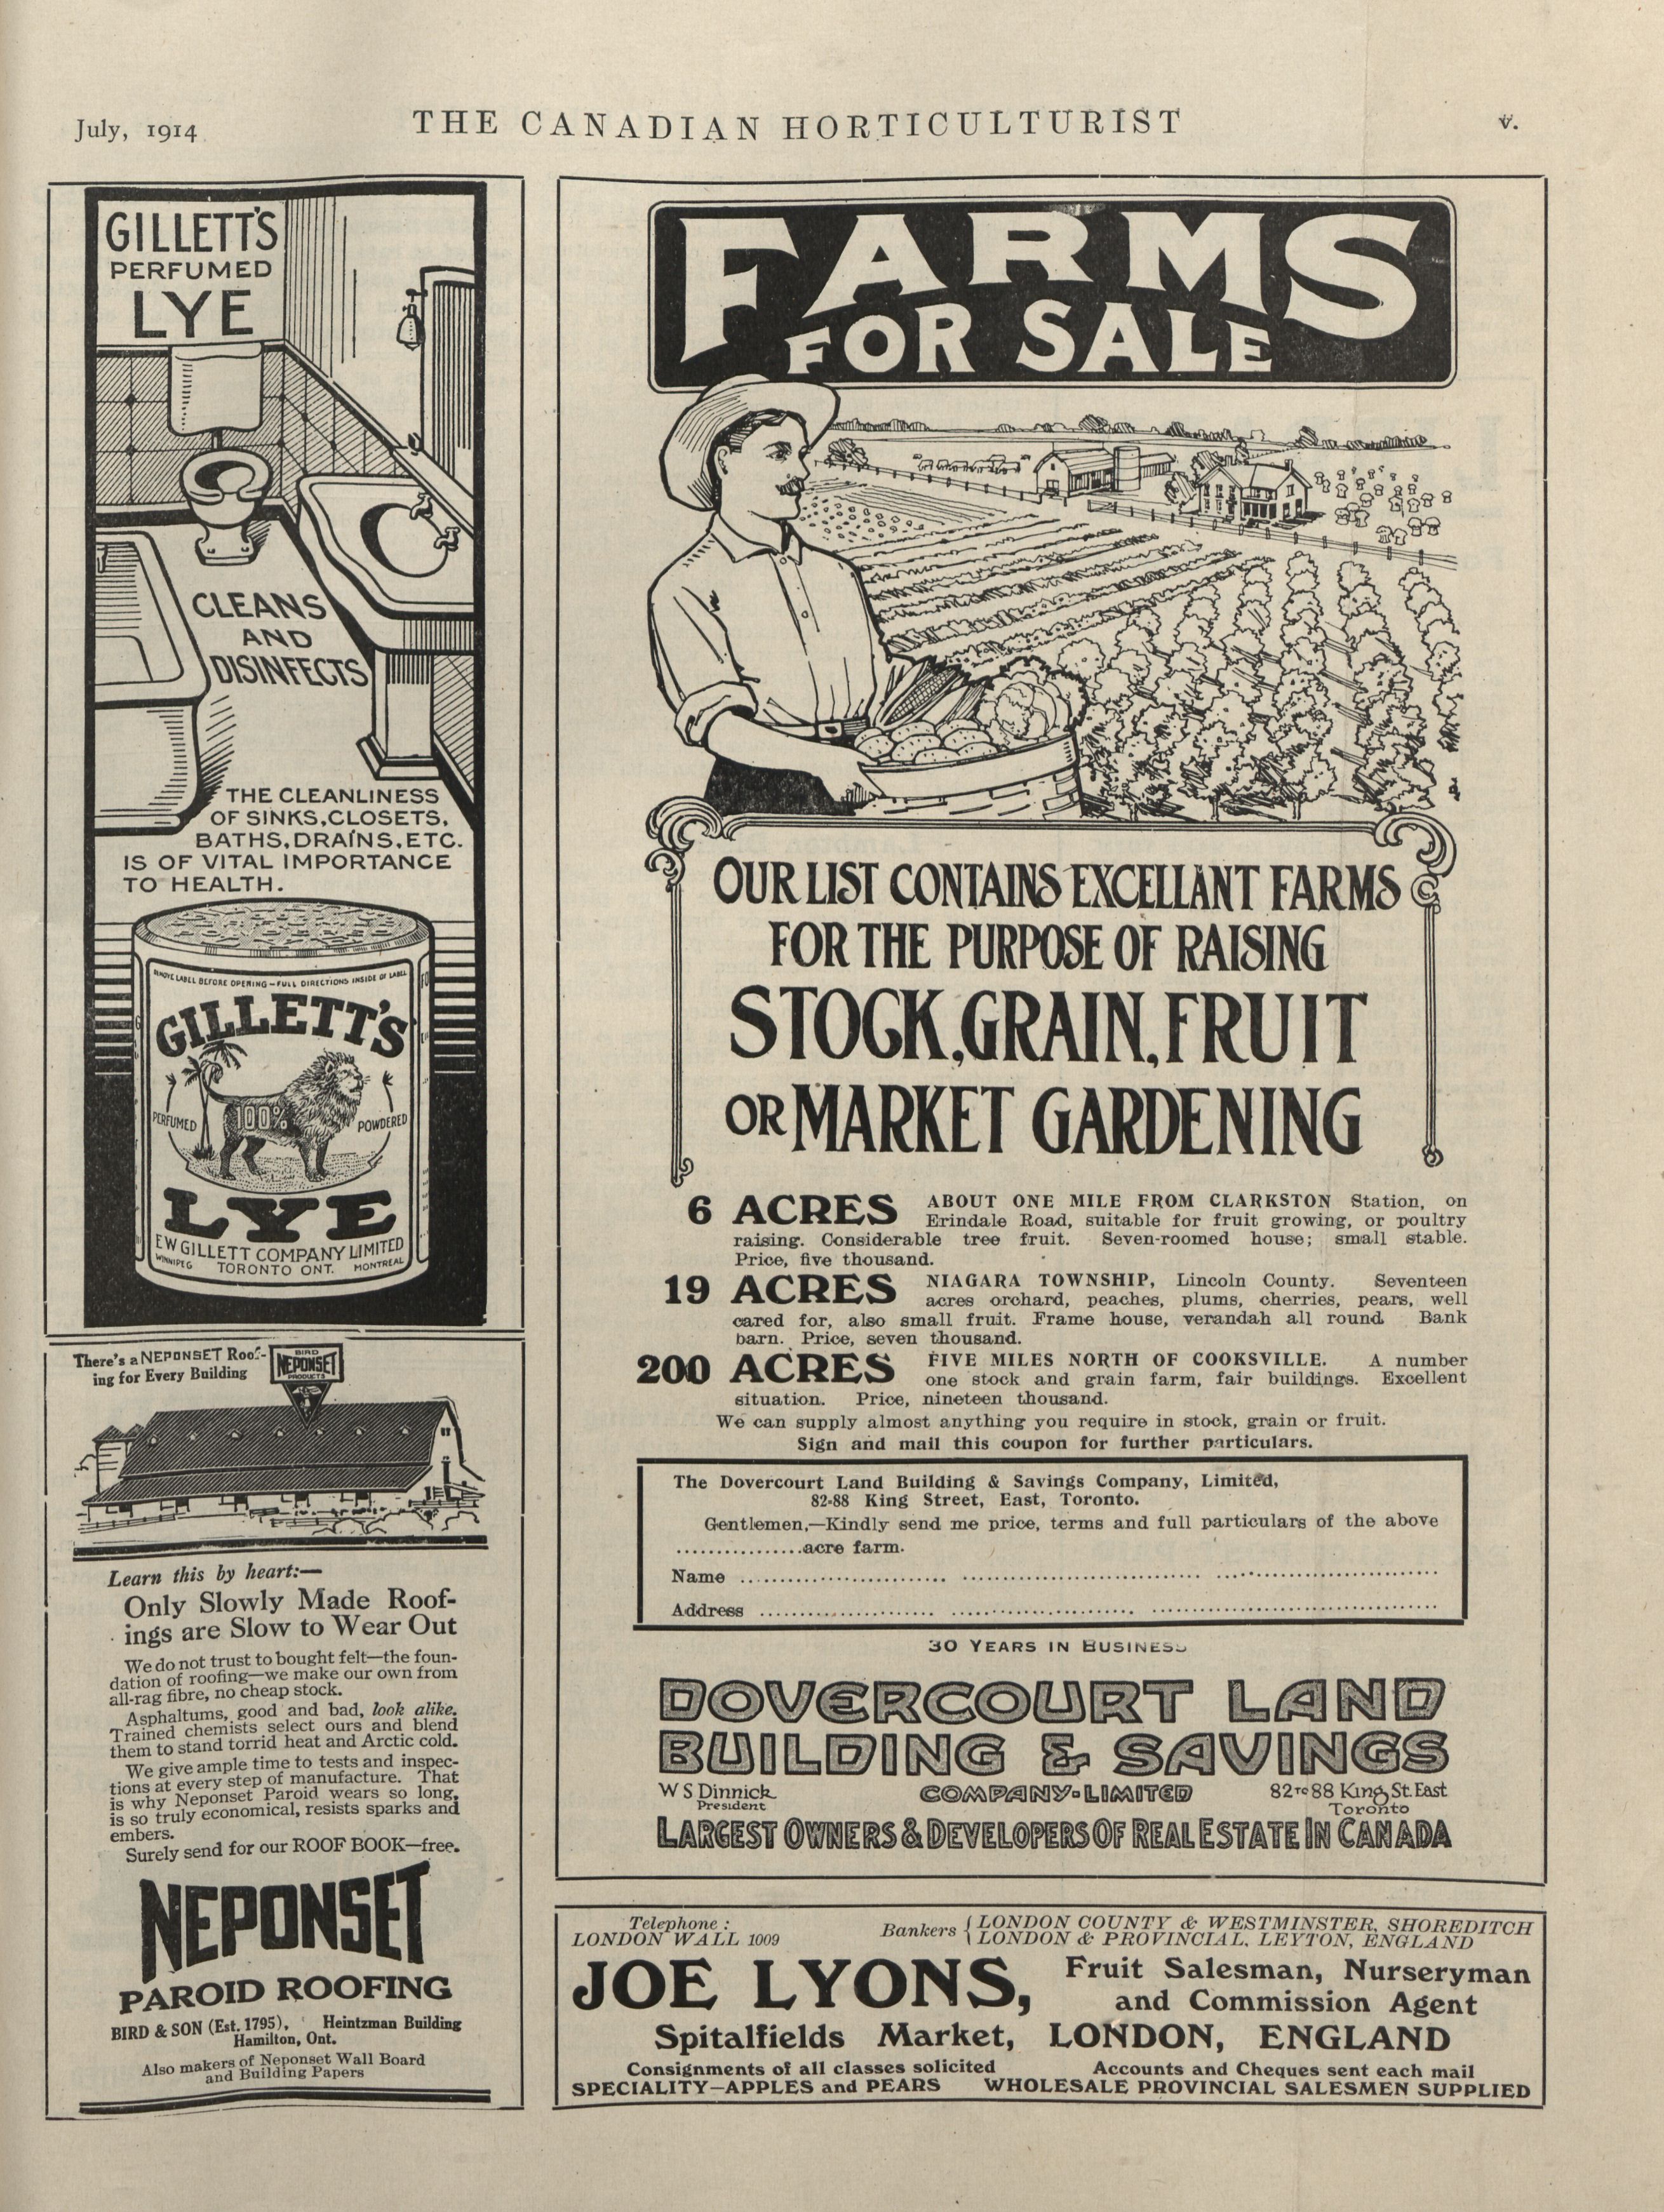 July, 1914
THE CANADIAN HORTICULTURIST
v.
GILLETT'S
PERFUMED
LYE
CLEANS
AND
DISINFECTS
THE CLEANLINESS
OF SINKS, CLOSETS,
BATHS, DRAINS, ETC.
IS OF VITAL IMPORTANCE
TO HEALTH.
REMOVE LABEL BEFORE OPENING—FULL DIRECTIONS INSIDE OF LABEL
GILLETT'S
PERFUMED
100%
POWDERED
LYE
E W GILLETT COMPANY LIMITED
WINNIPEG TORONTO ONT. MONTREAL
There's a NEPONSET Roof-
ing for Every Building
BIRD
NEPONSET
PRODUCTS
Learn this by heart:—
Only Slowly Made Roof-
ings are Slow to Wear Out
We do not trust to bought felt—the foun-
dation of roofing—we make our own from
all-rag fibre, no cheap stock.
Asphaltums, good and bad, look alike.
Trained chemists select ours and blend
them to stand torrid heat and Arctic cold.
We give ample time to tests and inspec-
tions at every step of manufacture. That
is why Neponset Paroid wears so long,
is so truly economical, resists sparks and
embers.
Surely send for our ROOF BOOK—free.
NEPONSET
PAROID ROOFING
BIRD & SON (Est. 1795), Heintzman Building
Hamilton, Ont.
Also makers of Neponset Wall Board
and Building Papers
FARMS
FOR SALE
OUR LIST CONTAINS EXCELLANT FARMS
FOR THE PURPOSE OF RAISING
STOCK, GRAIN, FRUIT
OR MARKET GARDENING
6 ACRES ABOUT ONE MILE FROM CLARKSTON Station, on
Erindale Road, suitable for fruit growing, or poultry
raising. Considerable tree fruit. Seven-roomed house; small stable.
Price, five thousand.
19 ACRES NIAGARA TOWNSHIP, Lincoln County. Seventeen
acres orchard, peaches, plums, cherries, pears, well
cared for, also small fruit. Frame house, verandah all round Bank
barn. Price, seven thousand.
200 ACRES FIVE MILES NORTH OF COOKSVILLE. A number
one stock and grain farm, fair buildings. Excellent
situation. Price, nineteen thousand.
We can supply almost anything you require in stock, grain or fruit.
Sign and mail this coupon for further particulars.
The Dovercourt Land Building & Savings Company, Limited,
82-88 King Street, East, Toronto.
Gentlemen,—Kindly send me price, terms and full particulars of the above
................acre farm.
Name ..........................................................................
Address ..........................................................................
30 YEARS IN BUSINESS
DOVERCOURT LAND
BUILDING & SAVINGS
W S Dinnick COMPANY-LIMITED 82 TO 88 King St. East
President Toronto
LARGEST OWNERS & DEVELOPERS OF REAL ESTATE IN CANADA
Telephone:
LONDON WALL 1009
Bankers { LONDON COUNTY & WESTMINSTER, SHOREDITCH
LONDON & PROVINCIAL, LEYTON, ENGLAND
JOE LYONS,
Fruit Salesman, Nurseryman
and Commission Agent
Spitalfields Market, LONDON, ENGLAND
Consignments of all classes solicited Accounts and Cheques sent each mail
SPECIALITY—APPLES and PEARS WHOLESALE PROVINCIAL SALESMEN SUPPLIED